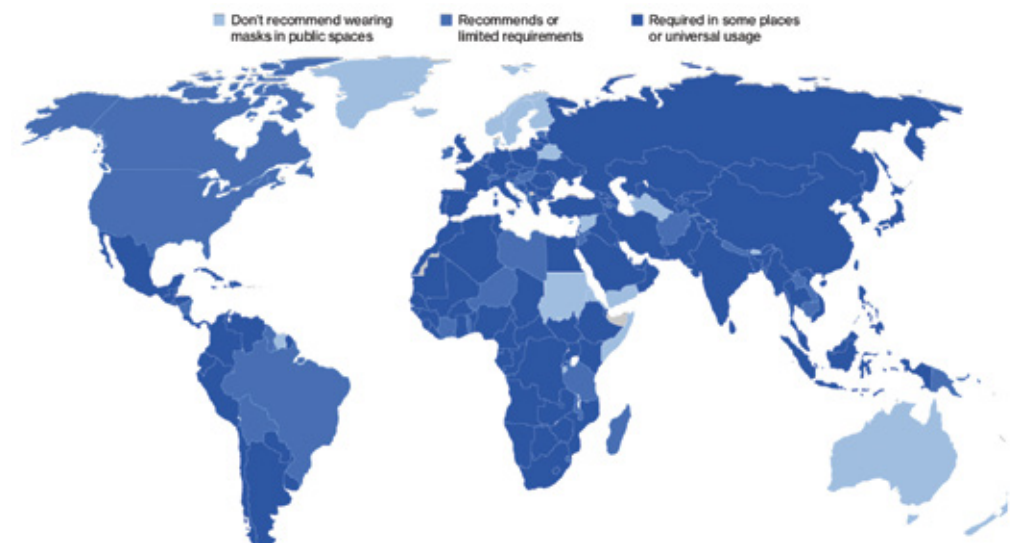 Don't recommend wearing
masks in public spaces
Recommends or
limited requirements
Required in some places
or universal usage